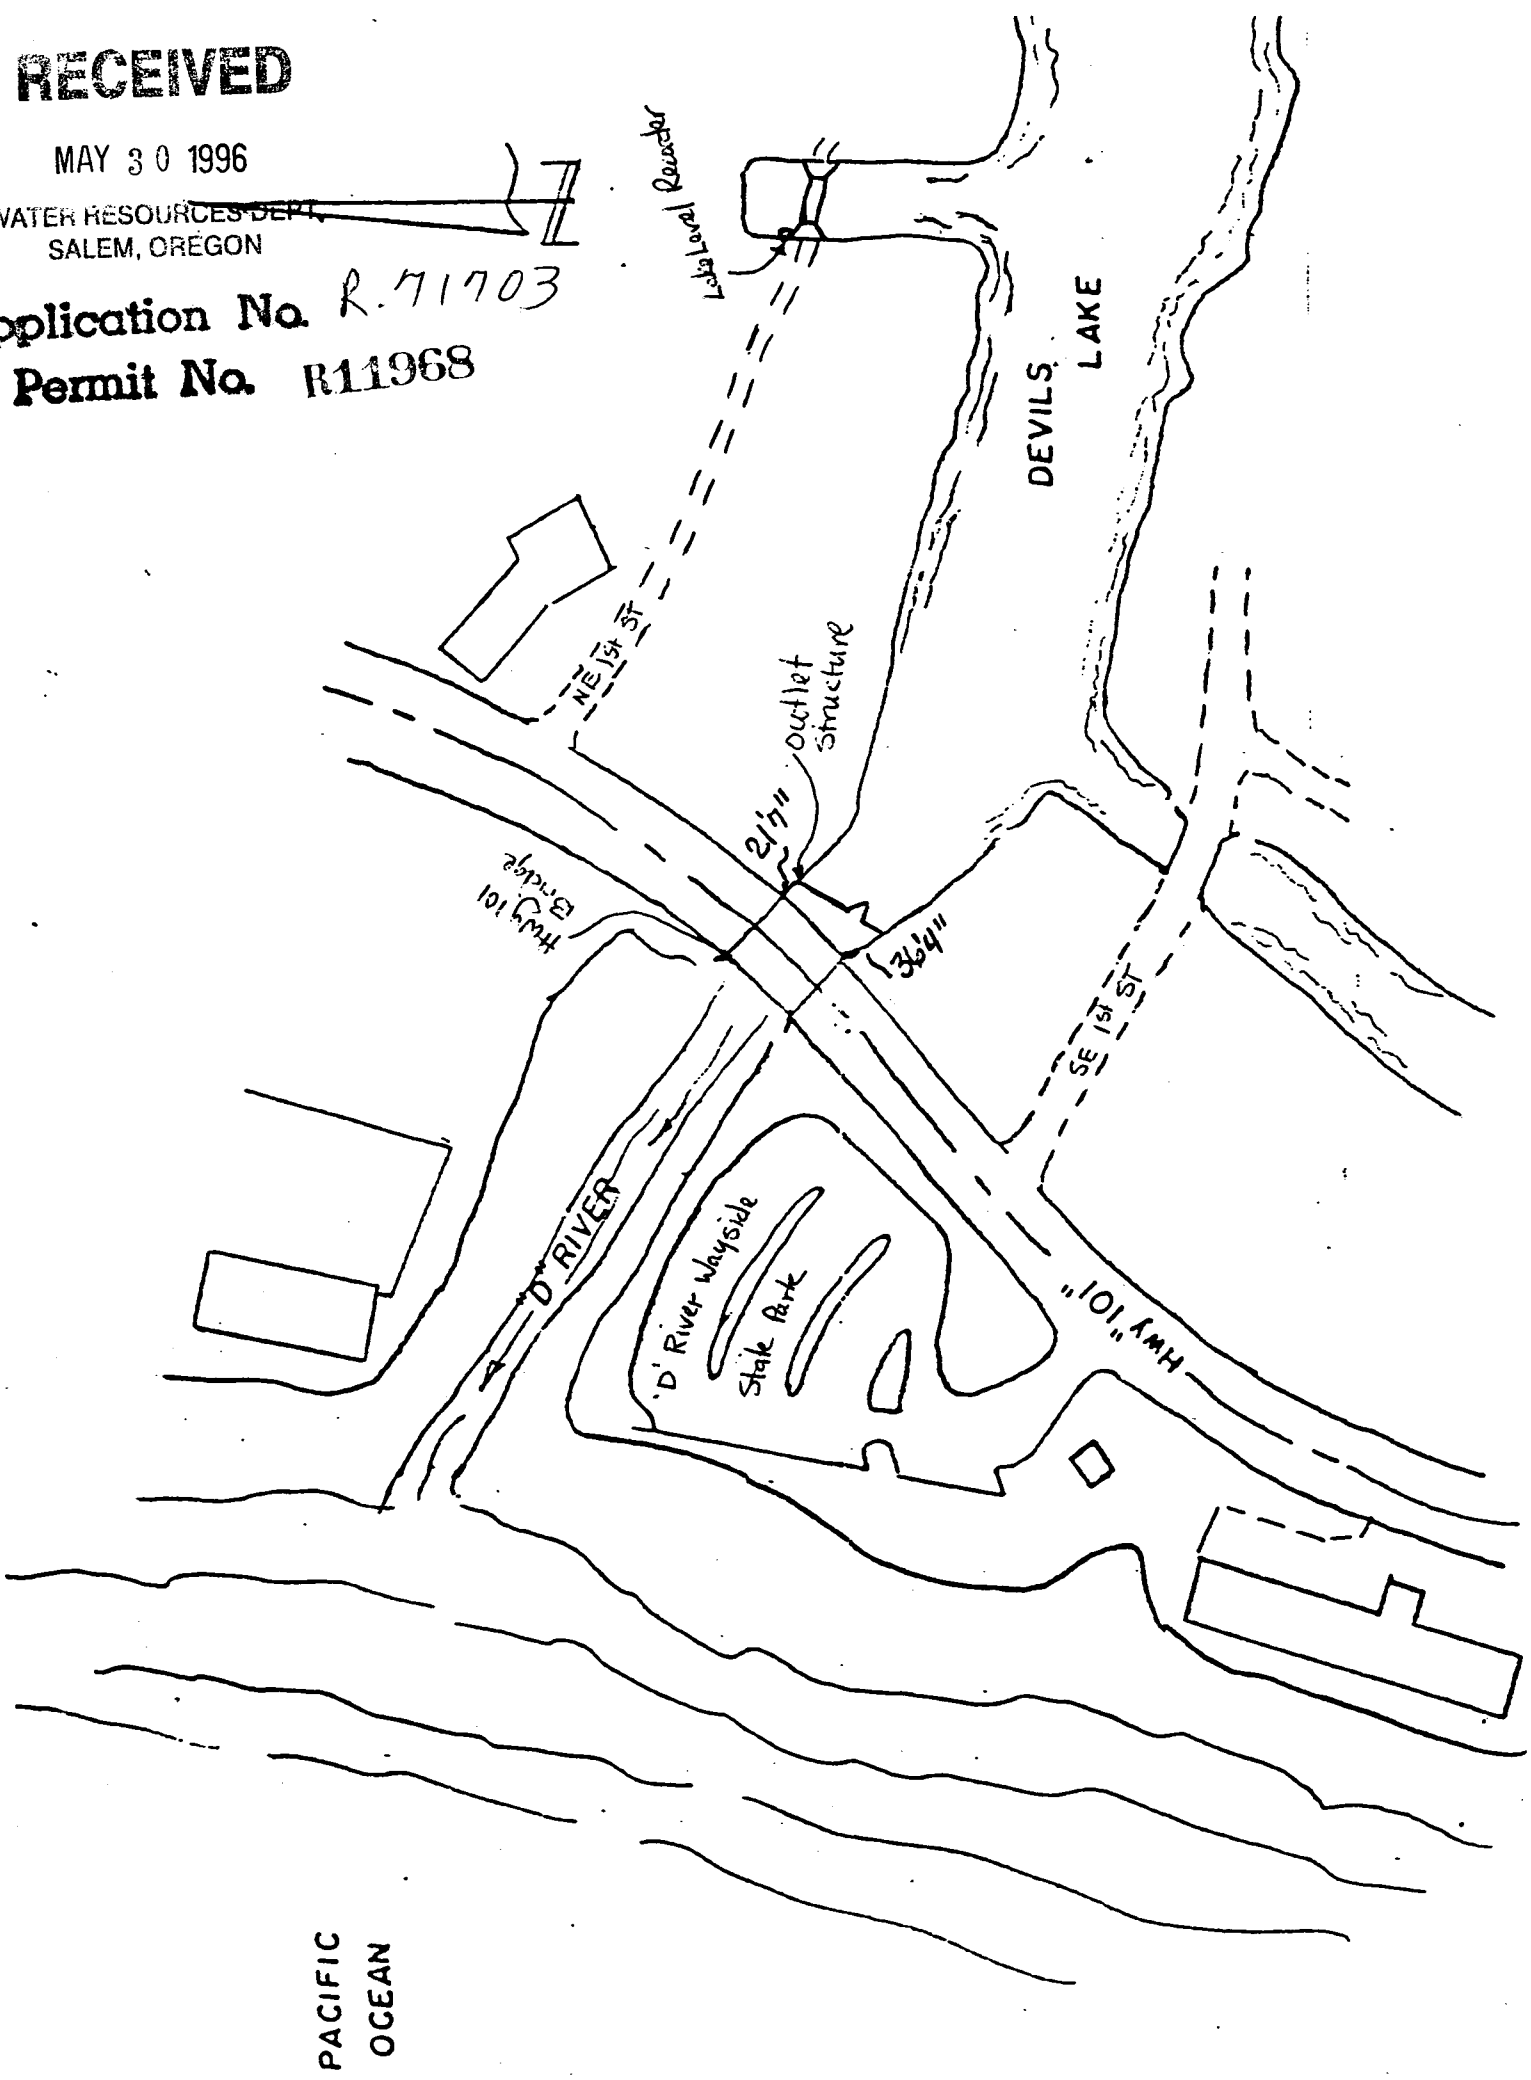 RECEIVED
MAY 30 1996
WATER RESOURCES DEPT.
SALEM, OREGON
pplication No. R.71703
Permit No. R11968
N
Lake Level Recorder
DEVILS
LAKE
NE 1st ST
Outlet
Structure
21'7"
Hwy 101
Bridge
36'4"
SE 1st ST
"D" RIVER
'D' River Wayside
State Park
HWY "101"
PACIFIC
OCEAN